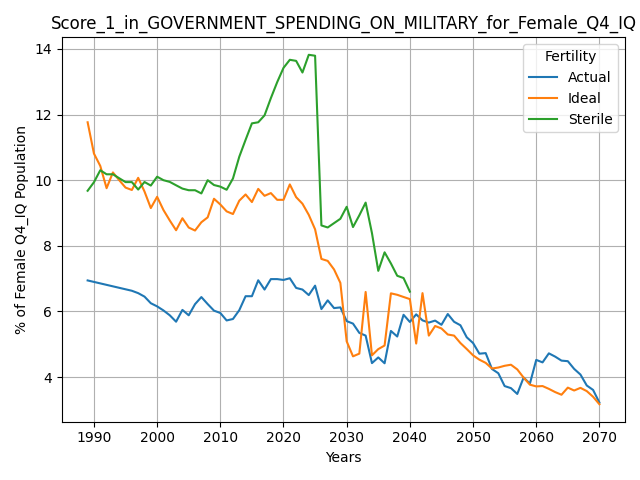 Score_1_in_GOVERNMENT_SPENDING_ON_MILITARY_for_Female_Q4_IQ
Fertility
Actual
Ideal
Sterile
% of Female Q4_IQ Population
14
12
10
8
6
4
1990 2000 2010 2020 2030 2040 2050 2060 2070
Years